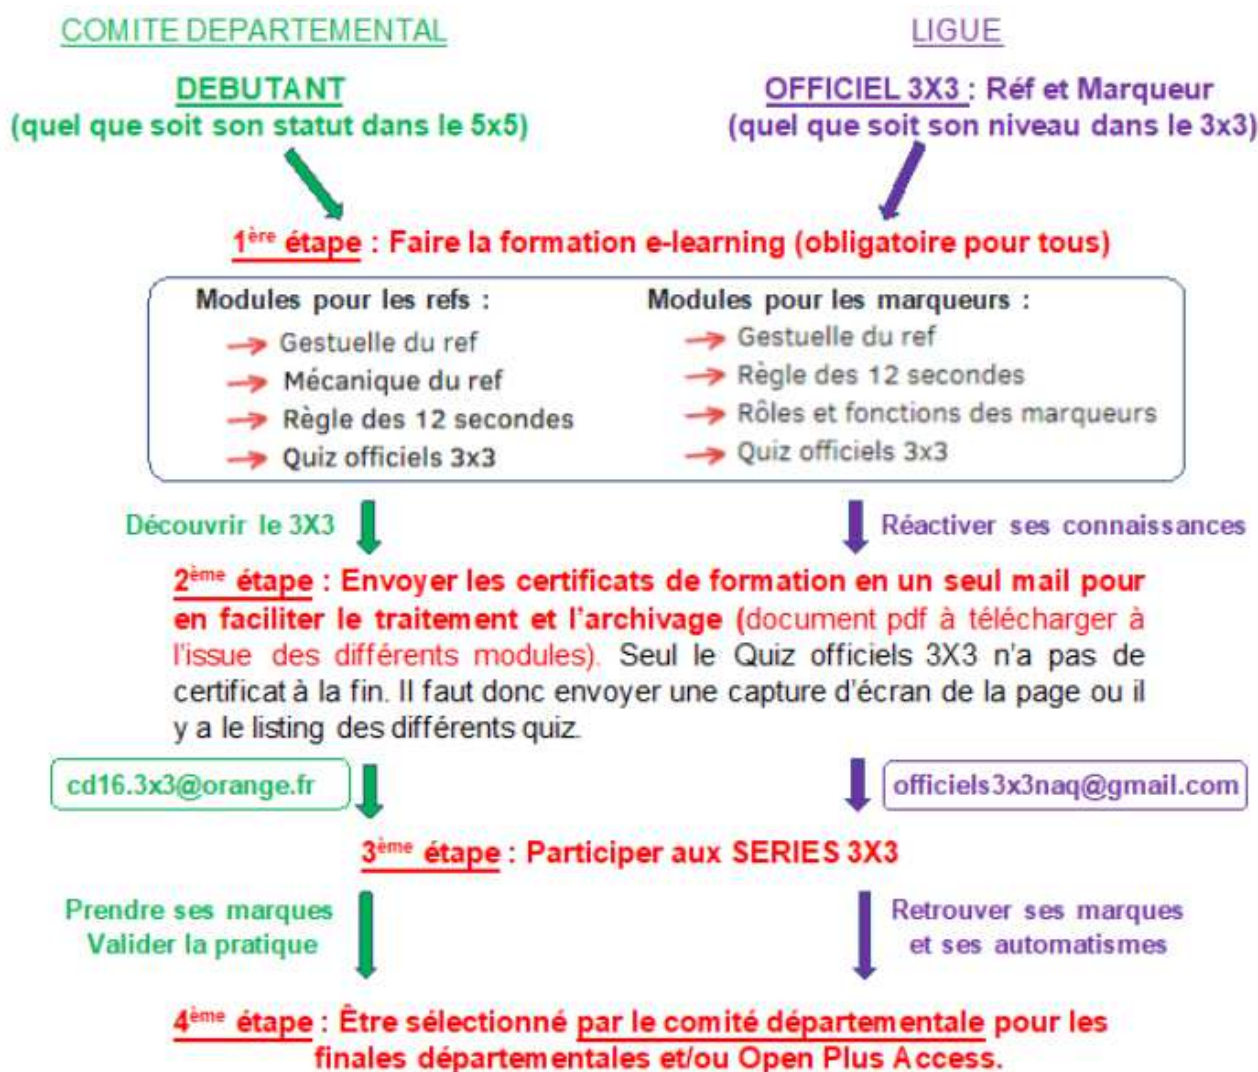 COMITE DEPARTEMENTAL
LIGUE
DEBUTANT
(quel que soit son statut dans le 5x5)
OFFICIEL 3X3 : Réf et Marqueur
(quel que soit son niveau dans le 3x3)
1ère étape : Faire la formation e-learning (obligatoire pour tous)
Modules pour les refs :
Gestuelle du ref
Mécanique du ref
Règle des 12 secondes
Quiz officiels 3x3
Modules pour les marqueurs :
Gestuelle du ref
Règle des 12 secondes
Rôles et fonctions des marqueurs
Quiz officiels 3x3
Découvrir le 3X3
Réactiver ses connaissances
2ème étape : Envoyer les certificats de formation en un seul mail pour
en faciliter le traitement et l'archivage (document pdf à télécharger à
l'issue des différents modules). Seul le Quiz officiels 3X3 n'a pas de
certificat à la fin. Il faut donc envoyer une capture d'écran de la page ou il
y a le listing des différents quiz.
cd16.3x3@orange.fr
officiels3x3naq@gmail.com
3ème étape : Participer aux SERIES 3X3
Prendre ses marques
Valider la pratique
Retrouver ses marques
et ses automatismes
4ème étape : Être sélectionné par le comité départementale pour les
finales départementales et/ou Open Plus Access.